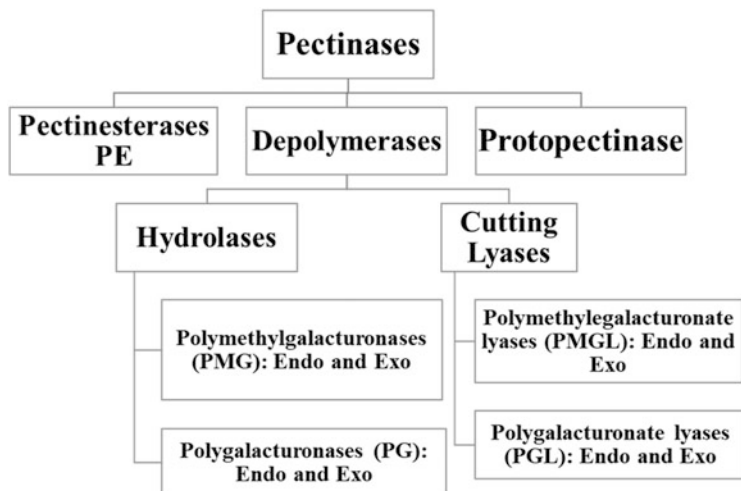 Pectinases
Pectinesterases
PE
Depolymerases
Protopectinase
Hydrolases
Cutting
Lyases
Polymethylgalacturonases
(PMG): Endo and Exo
Polymethylegalacturonate
lyases (PMGL): Endo and
Exo
Polygalacturonases (PG):
Endo and Exo
Polygalacturonate lyases
(PGL): Endo and Exo